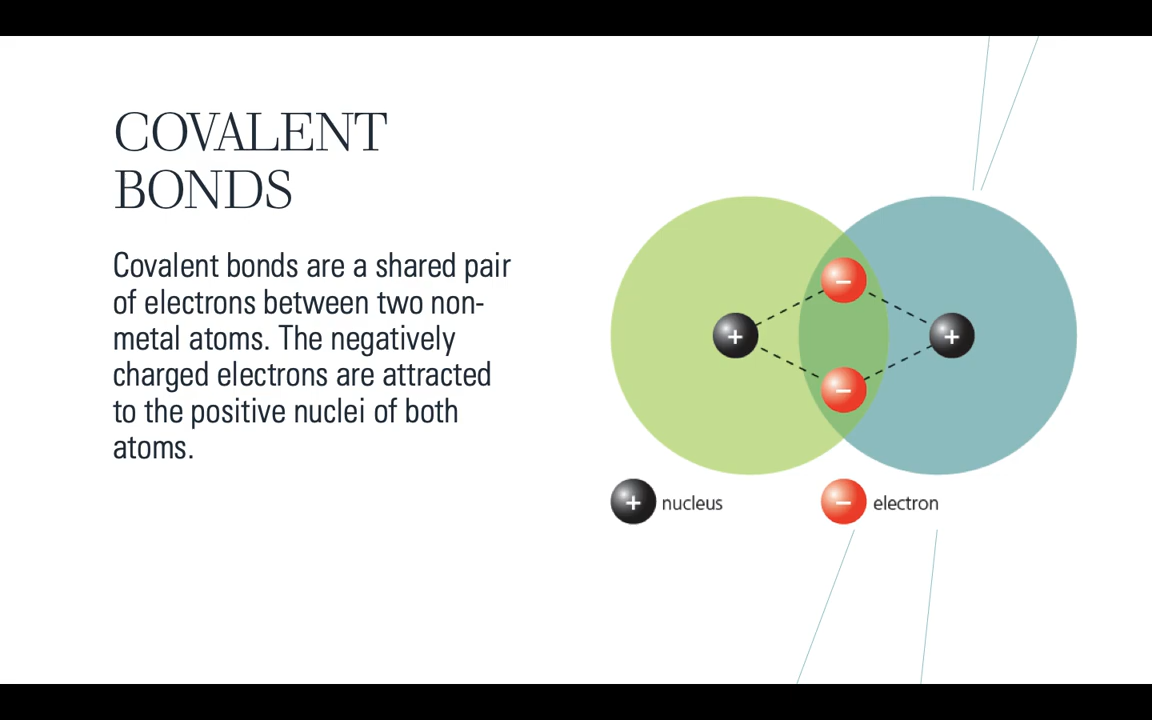 COVALENT
BONDS
Covalent bonds are a shared pair
of electrons between two non-
metal atoms. The negatively
charged electrons are attracted
to the positive nuclei of both
atoms.
−
+ +
−
+ nucleus − electron